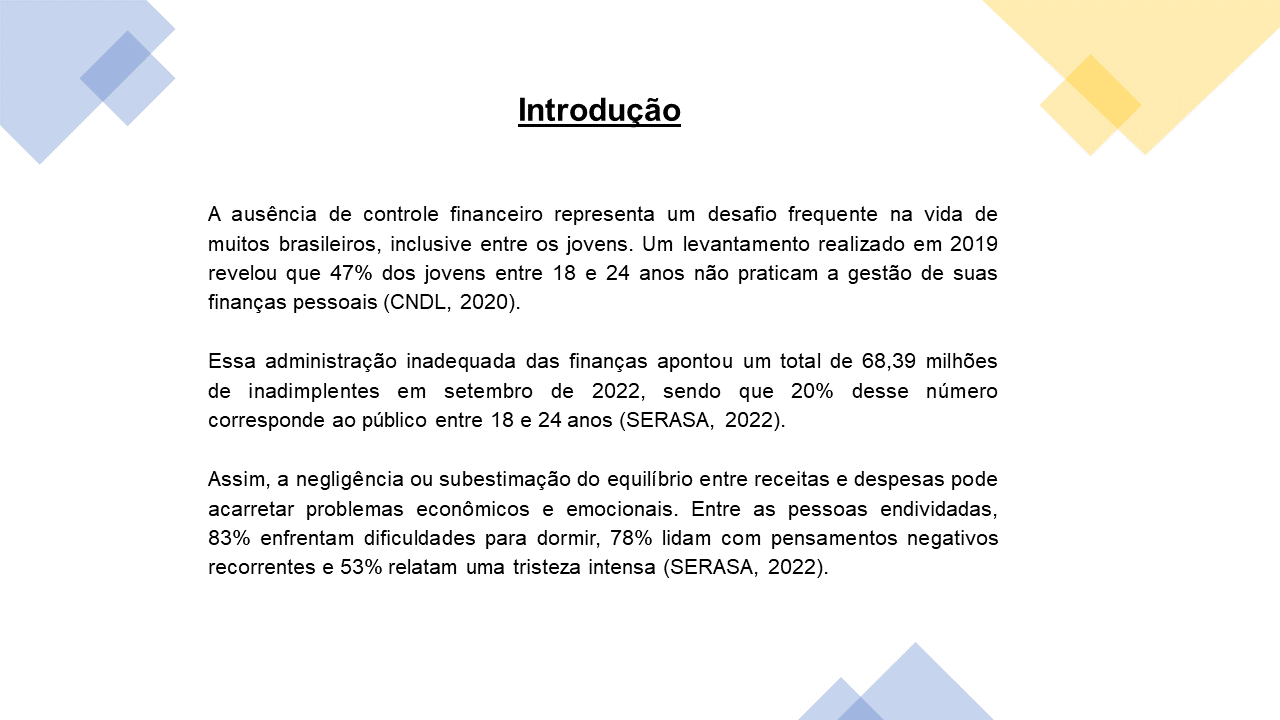 Introdução
A ausência de controle financeiro representa um desafio frequente na vida de
muitos brasileiros, inclusive entre os jovens. Um levantamento realizado em 2019
revelou que 47% dos jovens entre 18 e 24 anos não praticam a gestão de suas
finanças pessoais (CNDL, 2020).
Essa administração inadequada das finanças apontou um total de 68,39 milhões
de inadimplentes em setembro de 2022, sendo que 20% desse número
corresponde ao público entre 18 e 24 anos (SERASA, 2022).
Assim, a negligência ou subestimação do equilíbrio entre receitas e despesas pode
acarretar problemas econômicos e emocionais. Entre as pessoas endividadas,
83% enfrentam dificuldades para dormir, 78% lidam com pensamentos negativos
recorrentes e 53% relatam uma tristeza intensa (SERASA, 2022).